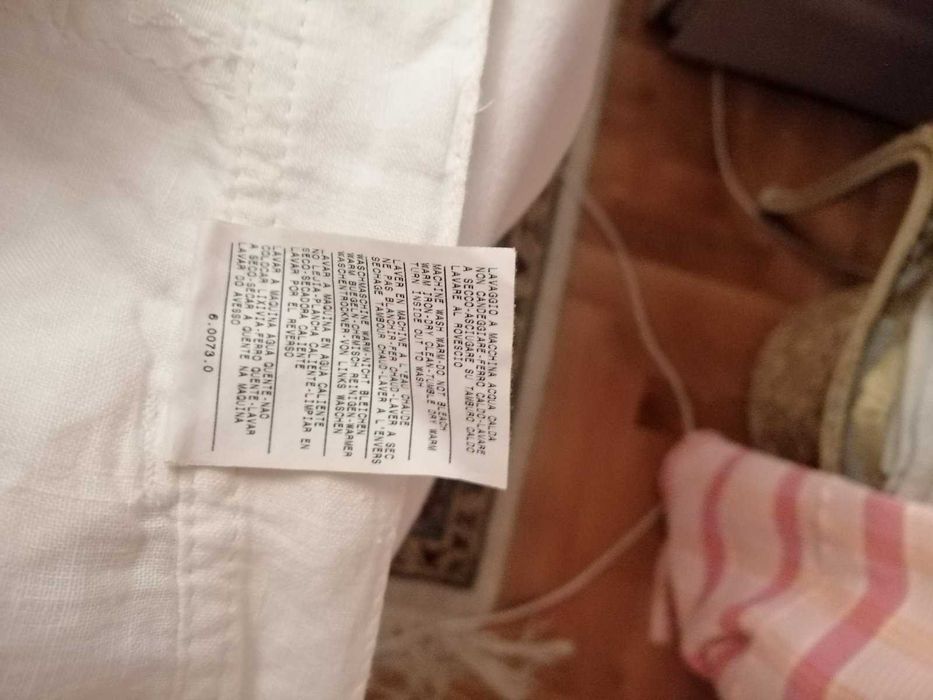 LAVAGGIO A MACCHINA ACQUA CALDA
NON CANDEGGIARE-FERRO CALDO-LAVARE
A SECCO-ASCIUGARE SU TAMBURO CALDO
LAVARE AL ROVESCIO
MACHINE WASH WARM-DO NOT BLEACH
WARM IRON-DRY CLEAN-TUMBLE DRY WARM
TURN INSIDE OUT TO WASH
LAVER EN MACHINE A L'EAU CHAUDE
NE PAS BLANCHIR-FER CHAUD-LAVER A SEC
SECHAGE TAMBOUR CHAUD-LAVER À L'ENVERS
WASCHMASCHINE WARM-NICHT BLEICHEN
WARM BUEGELN-CHEMISCH REINIGEN-WARMER
WASCHENTROCKNER-VON LINKS WASCHEN
LAVAR A MAQUINA EN AGUA CALIENTE
NO LEJIA-PLANCHA CALIENTE-LIMPIAR EN
SECO-SECADORA CALIENTE
LAVAR POR EL REVERSO
LAVAR A MAQUINA AGUA QUENTE-NAO
COLOCAR LIXIVIA-FERRO QUENTE-LAVAR
A SECO-SECAR A QUENTE NA MAQUINA
LAVAR DO AVESSO
6.0073.0